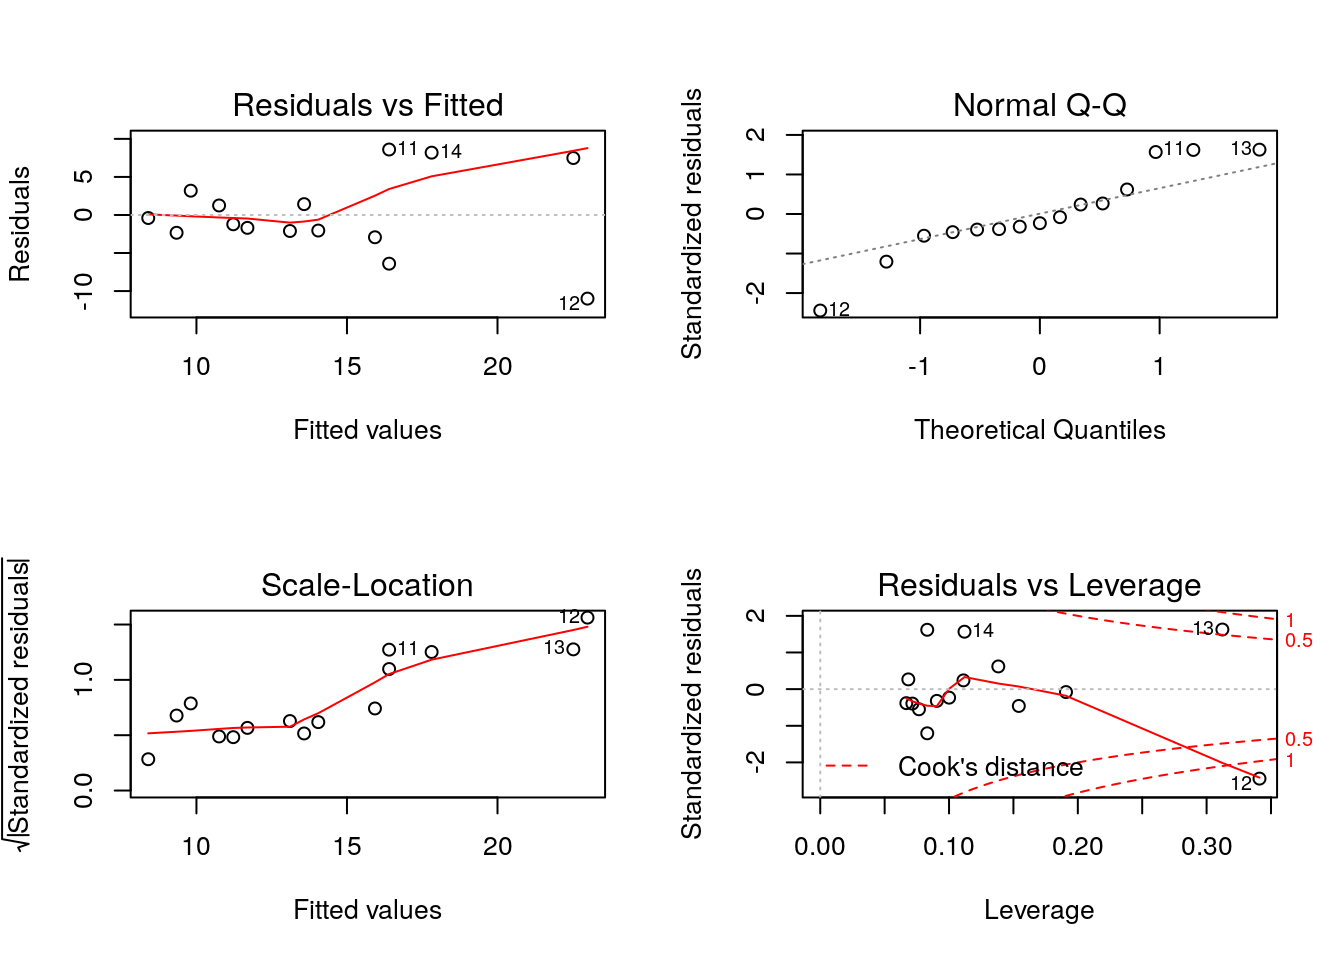 Residuals vs Fitted
Residuals
5
0
-10
11
14
12
10 15 20
Fitted values
Normal Q-Q
Standardized residuals
2
1
0
-2
11
13
12
-1 0 1
Theoretical Quantiles
Scale-Location
√|Standardized residuals|
1.0
0.0
12
13
11
10 15 20
Fitted values
Residuals vs Leverage
Standardized residuals
2
0
-2
14
13
12
1
0.5
0.5
1
Cook's distance
0.00 0.10 0.20 0.30
Leverage